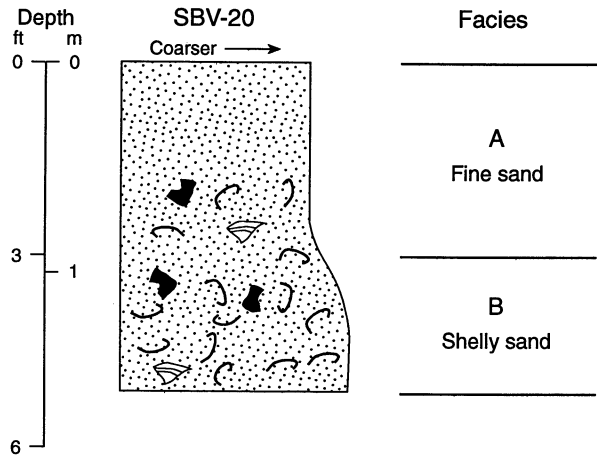 Depth
ft m
SBV-20
Coarser
Facies
0 0
A
Fine sand
3
1
B
Shelly sand
6